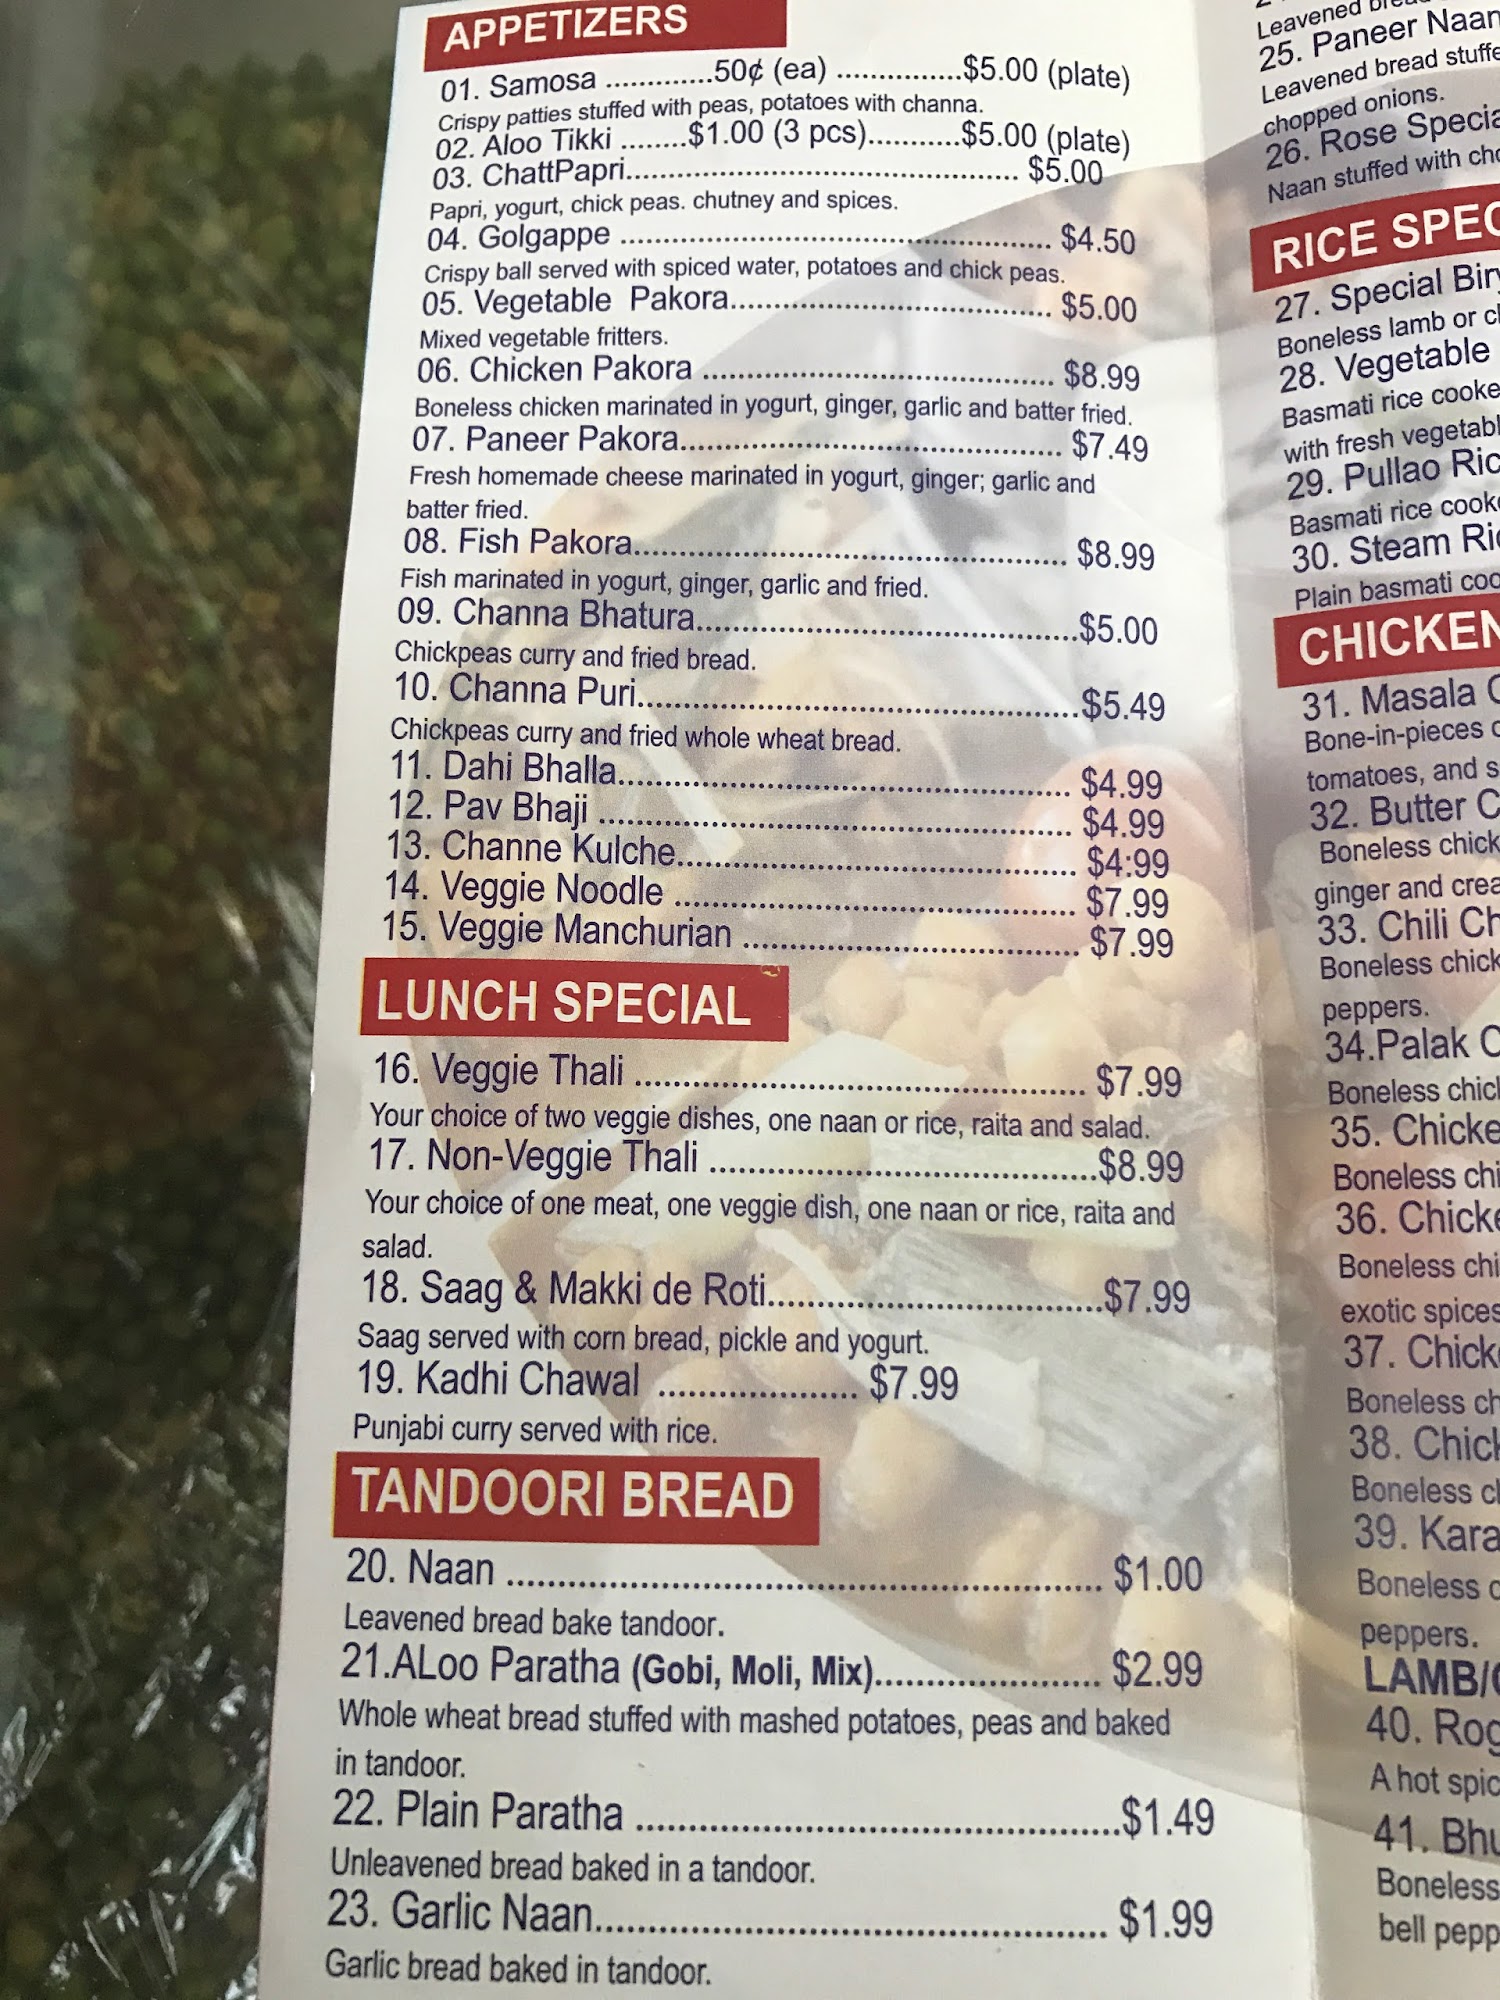 APPETIZERS
01. Samosa .............50¢ (ea) ...............$5.00 (plate)
Crispy patties stuffed with peas, potatoes with channa.
02. Aloo Tikki ........$1.00 (3 pcs)...........$5.00 (plate)
03. ChattPapri............................................... $5.00
Papri, yogurt, chick peas. chutney and spices.
04. Golgappe .................................................... $4.50
Crispy ball served with spiced water, potatoes and chick peas.
05. Vegetable Pakora....................................... $5.00
Mixed vegetable fritters.
06. Chicken Pakora .......................................... $8.99
Boneless chicken marinated in yogurt, ginger, garlic and batter fried.
07. Paneer Pakora.............................................. $7.49
Fresh homemade cheese marinated in yogurt, ginger; garlic and
batter fried.
08. Fish Pakora.................................................... $8.99
Fish marinated in yogurt, ginger, garlic and fried.
09. Channa Bhatura..............................................$5.00
Chickpeas curry and fried bread.
10. Channa Puri.....................................................$5.49
Chickpeas curry and fried whole wheat bread.
11. Dahi Bhalla...................................................... $4.99
12. Pav Bhaji ......................................................... $4.99
13. Channe Kulche................................................ $4:99
14. Veggie Noodle ................................................ $7.99
15. Veggie Manchurian ........................................ $7.99
LUNCH SPECIAL
16. Veggie Thali ...................................................... $7.99
Your choice of two veggie dishes, one naan or rice, raita and salad.
17. Non-Veggie Thali ..............................................$8.99
Your choice of one meat, one veggie dish, one naan or rice, raita and
salad.
18. Saag & Makki de Roti........................................$7.99
Saag served with corn bread, pickle and yogurt.
19. Kadhi Chawal ..................... $7.99
Punjabi curry served with rice.
TANDOORI BREAD
20. Naan ..................................................................... $1.00
Leavened bread bake tandoor.
21.ALoo Paratha (Gobi, Moli, Mix)......................... $2.99
Whole wheat bread stuffed with mashed potatoes, peas and baked
in tandoor.
22. Plain Paratha .......................................................$1.49
Unleavened bread baked in a tandoor.
23. Garlic Naan.......................................................... $1.99
Garlic bread baked in tandoor.
Leavened
25. Paneer Naan
Leavened bread
chopped onions.
26. Rose
Naan stuffed with
RICE
27. Special
Boneless lamb or
28. Vegetable
Basmati rice
with fresh
29. Pullao
Basmati rice
30. Steam
Plain basmati
CHICKEN
31. Masala
Bone-in-pieces
tomatoes, and
32. Butter
Boneless
ginger and
33. Chili
Boneless
peppers.
34.Palak
Boneless
35.
Boneless
36.
Boneless
exotic spices
37.
Boneless
38.
Boneless
39.
Boneless
peppers.
LAMB/
40.
A hot
41.
Boneless
bell